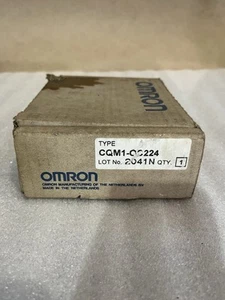 OMRON
TYPE
CQM1-OC224
LOT No. 2041N QTY. 1
OMRON
OMRON MANUFACTURING OF THE NETHERLANDS BV
MADE IN THE NETHERLANDS